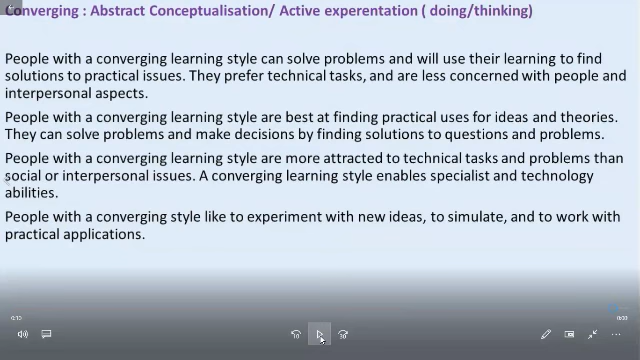 Converging : Abstract Conceptualisation/ Active experentation ( doing/thinking)
People with a converging learning style can solve problems and will use their learning to find
solutions to practical issues. They prefer technical tasks, and are less concerned with people and
interpersonal aspects.
People with a converging learning style are best at finding practical uses for ideas and theories.
They can solve problems and make decisions by finding solutions to questions and problems.
People with a converging learning style are more attracted to technical tasks and problems than
social or interpersonal issues. A converging learning style enables specialist and technology
abilities.
People with a converging style like to experiment with new ideas, to simulate, and to work with
practical applications.
10 30